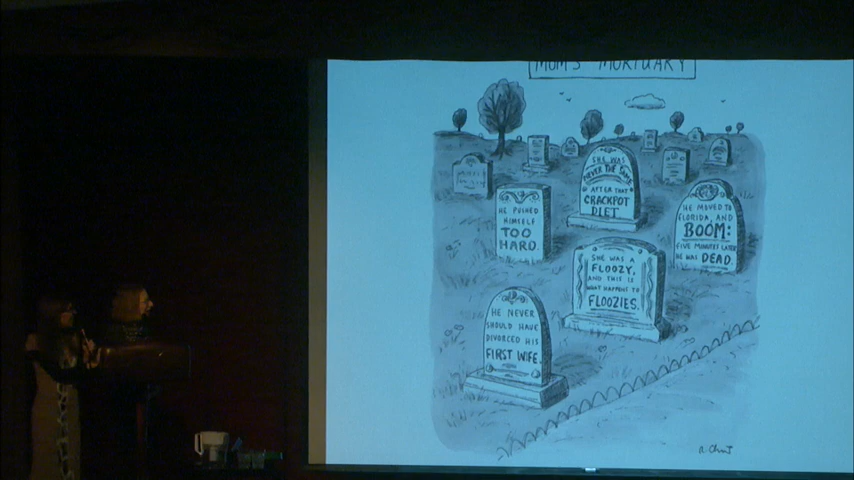 MOM'S MORTUARY
SHE WAS
NEVER THE SAME
AFTER THAT
CRACKPOT
DIET.
HE PUSHED
HIMSELF
TOO
HARD.
HE MOVED TO
FLORIDA, AND
BOOM:
FIVE MINUTES LATER
HE WAS DEAD.
SHE WAS A
FLOOZY,
AND THIS IS
WHAT HAPPENS TO
FLOOZIES.
HE NEVER
SHOULD HAVE
DIVORCED HIS
FIRST WIFE.
R. Chast